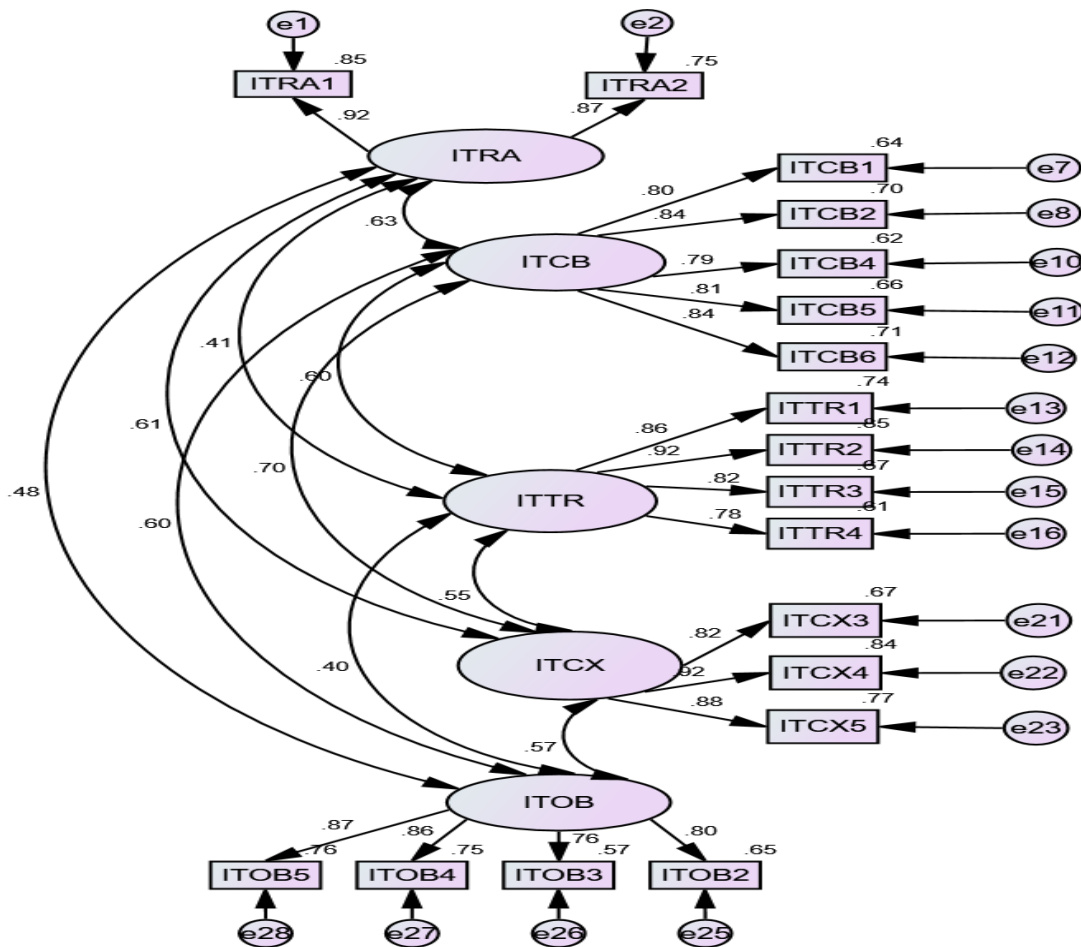 e1
e2
.85
.75
ITRA1
ITRA2
.92
.87
ITRA
.64
ITCB1
e7
.80
.70
ITCB2
e8
.84
.63
.62
ITCB
.79
ITCB4
e10
.66
.81
ITCB5
e11
.84
.71
ITCB6
e12
.41
.60
.74
ITTR1
e13
.86
.85
ITTR2
e14
.92
.61
.70
.67
.82
ITTR3
e15
.48
.60
ITTR
.61
.78
ITTR4
e16
.55
.67
ITCX3
e21
.82
.84
.40
ITCX
.92
ITCX4
e22
.88
.77
ITCX5
e23
.57
ITOB
.87
.86
.76
.80
.76
.75
.57
.65
ITOB5
ITOB4
ITOB3
ITOB2
e28
e27
e26
e25